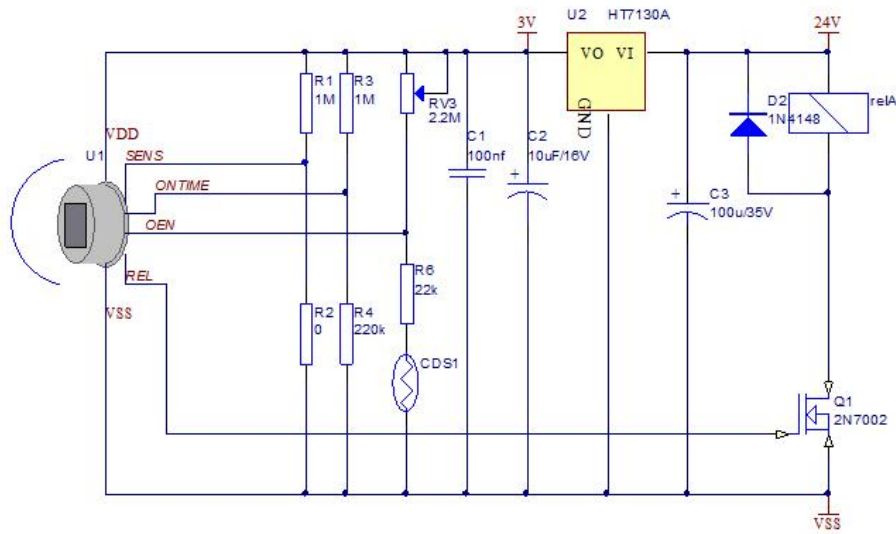 U2 HT7130A
3V
24V
VO VI
GND
R1
1M
R3
1M
RV3
2.2M
C1
100nf
C2
10uF/16V
D2
1N4148
relA
VDD
U1
SENS
ONTIME
OEN
REL
VSS
C3
100u/35V
R6
22k
R2
0
R4
220k
CDS1
Q1
2N7002
VSS